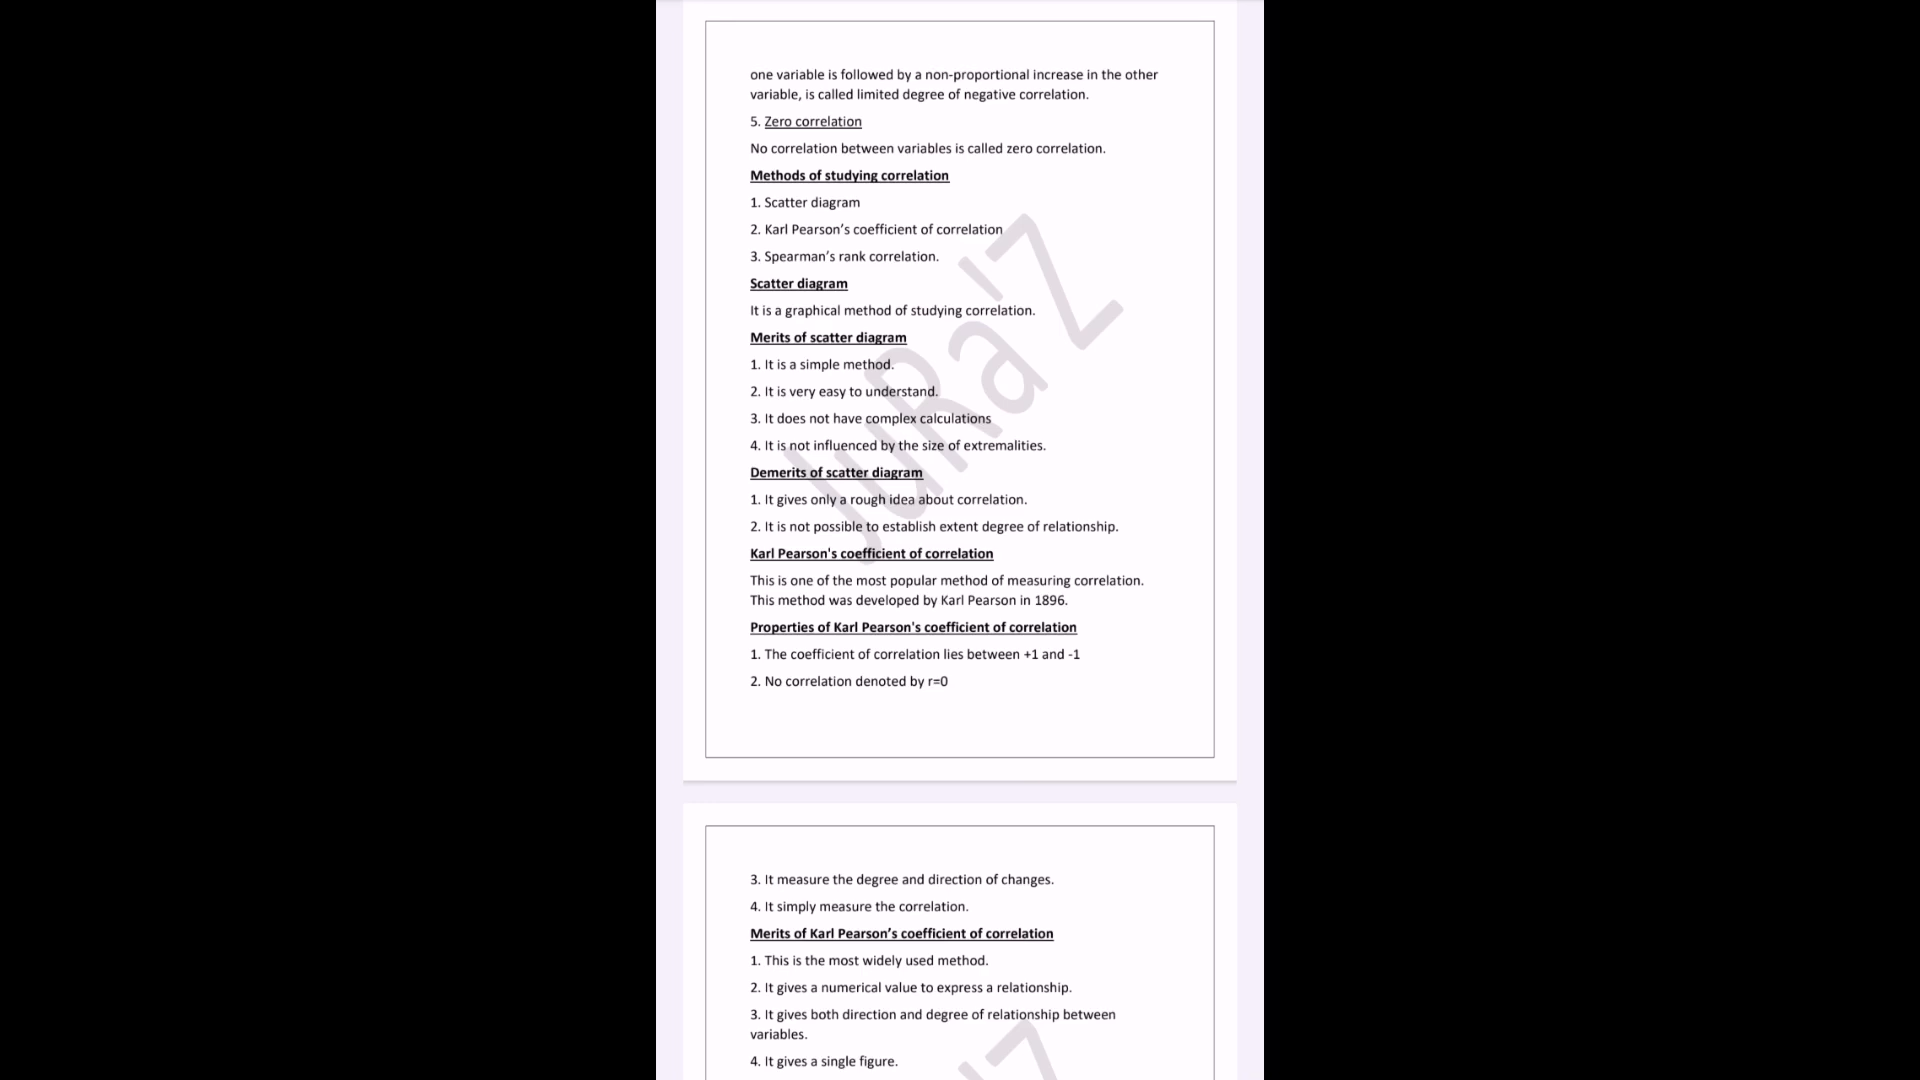 one variable is followed by a non-proportional increase in the other
variable, is called limited degree of negative correlation.
5. Zero correlation
No correlation between variables is called zero correlation.
Methods of studying correlation
1. Scatter diagram
2. Karl Pearson’s coefficient of correlation
3. Spearman’s rank correlation.
Scatter diagram
It is a graphical method of studying correlation.
Merits of scatter diagram
1. It is a simple method.
2. It is very easy to understand.
3. It does not have complex calculations
4. It is not influenced by the size of extremalities.
Demerits of scatter diagram
1. It gives only a rough idea about correlation.
2. It is not possible to establish extent degree of relationship.
Karl Pearson's coefficient of correlation
This is one of the most popular method of measuring correlation.
This method was developed by Karl Pearson in 1896.
Properties of Karl Pearson's coefficient of correlation
1. The coefficient of correlation lies between +1 and -1
2. No correlation denoted by r=0
JuRa'Z
3. It measure the degree and direction of changes.
4. It simply measure the correlation.
Merits of Karl Pearson’s coefficient of correlation
1. This is the most widely used method.
2. It gives a numerical value to express a relationship.
3. It gives both direction and degree of relationship between
variables.
4. It gives a single figure.